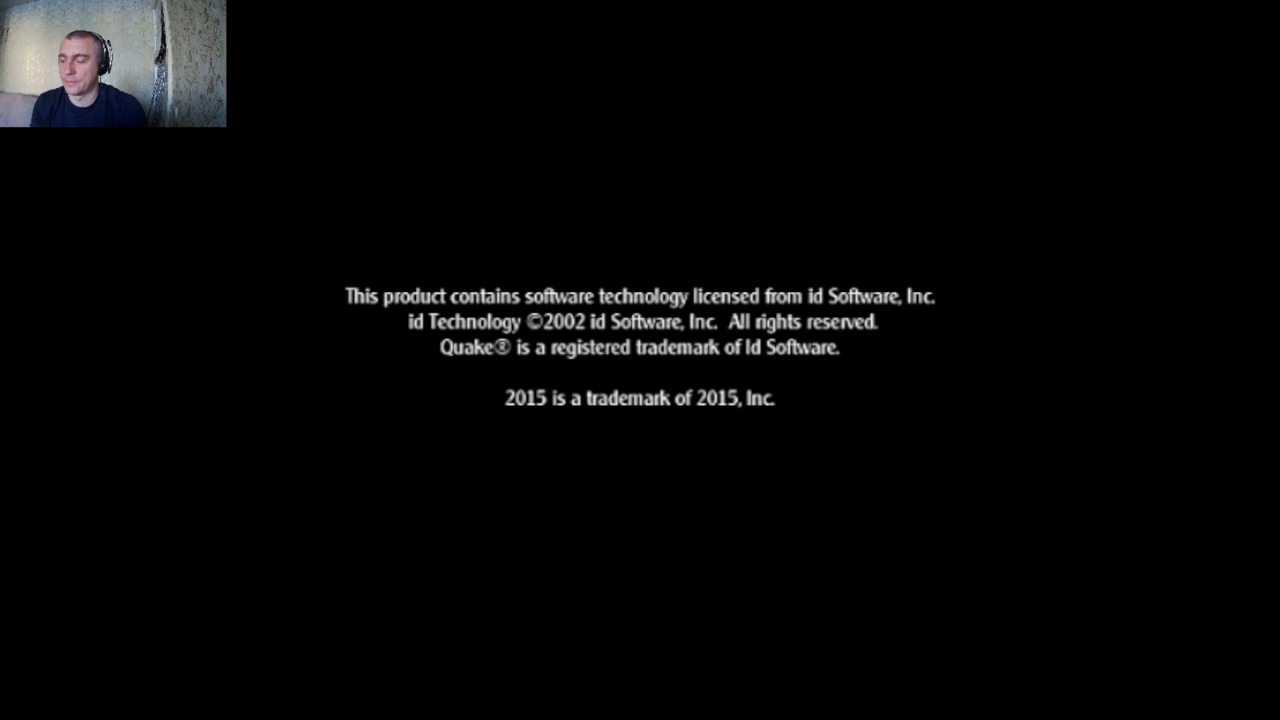 This product contains software technology licensed from id Software, Inc.
id Technology ©2002 id Software, Inc.  All rights reserved.
Quake® is a registered trademark of Id Software.
2015 is a trademark of 2015, Inc.